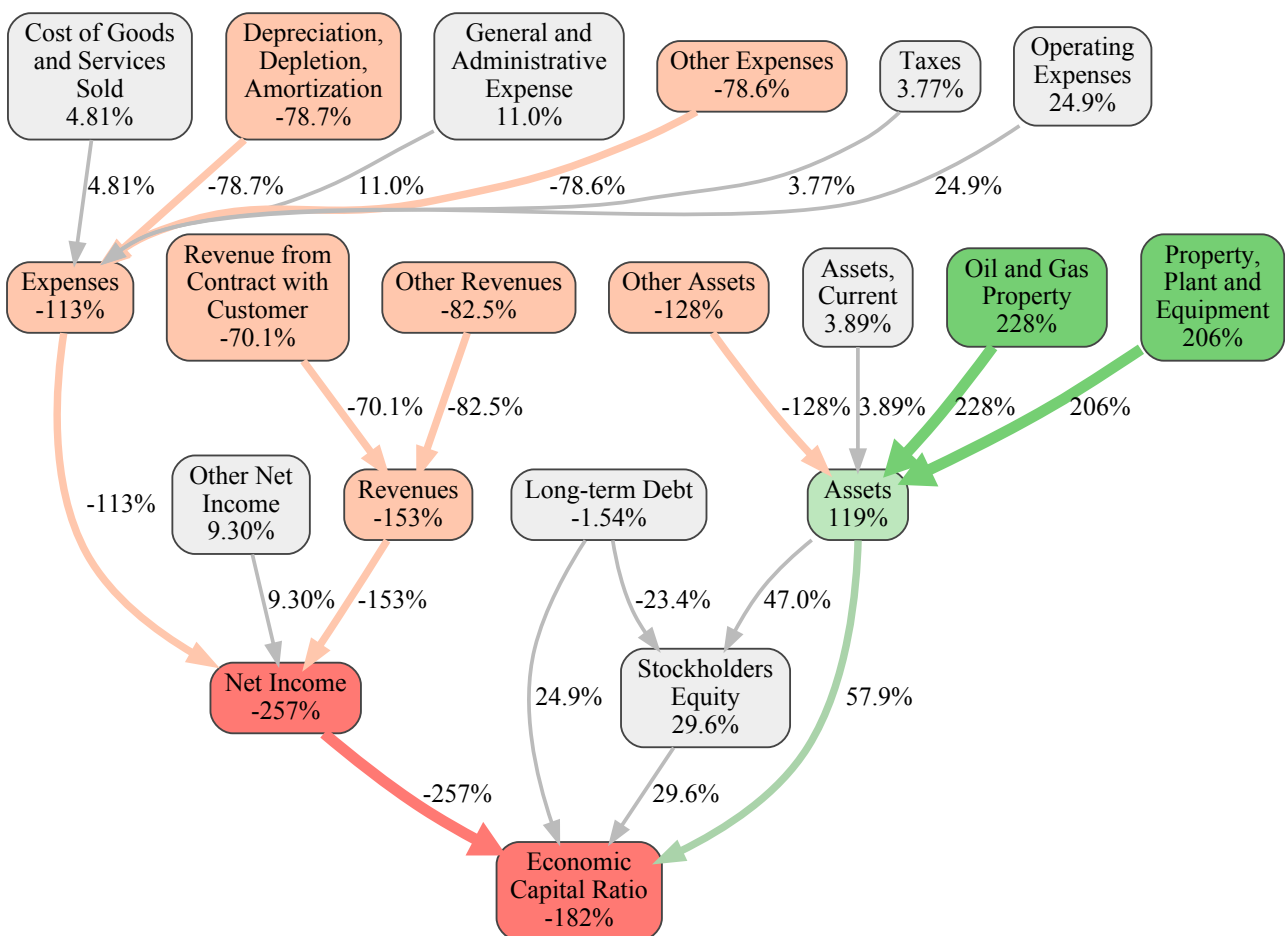 Cost of Goods
and Services
Sold
4.81%
Depreciation,
Depletion,
Amortization
-78.7%
General and
Administrative
Expense
11.0%
Other Expenses
-78.6%
Taxes
3.77%
Operating
Expenses
24.9%
4.81%
-78.7%
11.0%
-78.6%
3.77%
24.9%
Expenses
-113%
Revenue from
Contract with
Customer
-70.1%
Other Revenues
-82.5%
Other Assets
-128%
Assets,
Current
3.89%
Oil and Gas
Property
228%
Property,
Plant and
Equipment
206%
-70.1%
-82.5%
-128%
3.89%
228%
206%
-113%
Other Net
Income
9.30%
Revenues
-153%
Long-term Debt
-1.54%
Assets
119%
9.30%
-153%
-23.4%
47.0%
Net Income
-257%
24.9%
Stockholders
Equity
29.6%
57.9%
-257%
29.6%
Economic
Capital Ratio
-182%